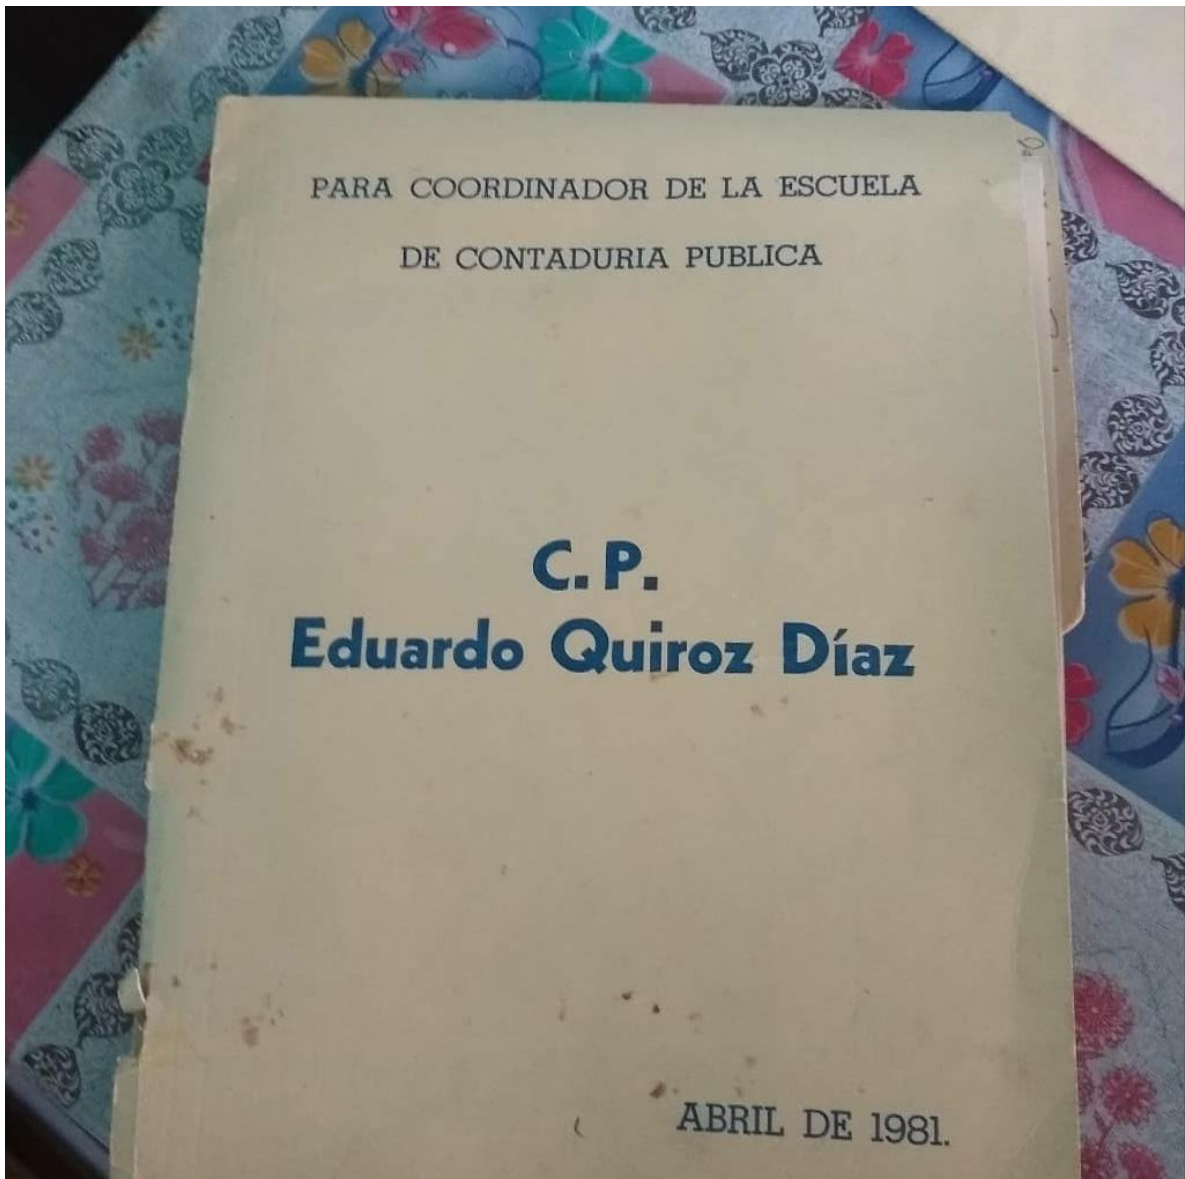 PARA COORDINADOR DE LA ESCUELA
DE CONTADURIA PUBLICA
C. P.
Eduardo Quiroz Díaz
ABRIL DE 1981.